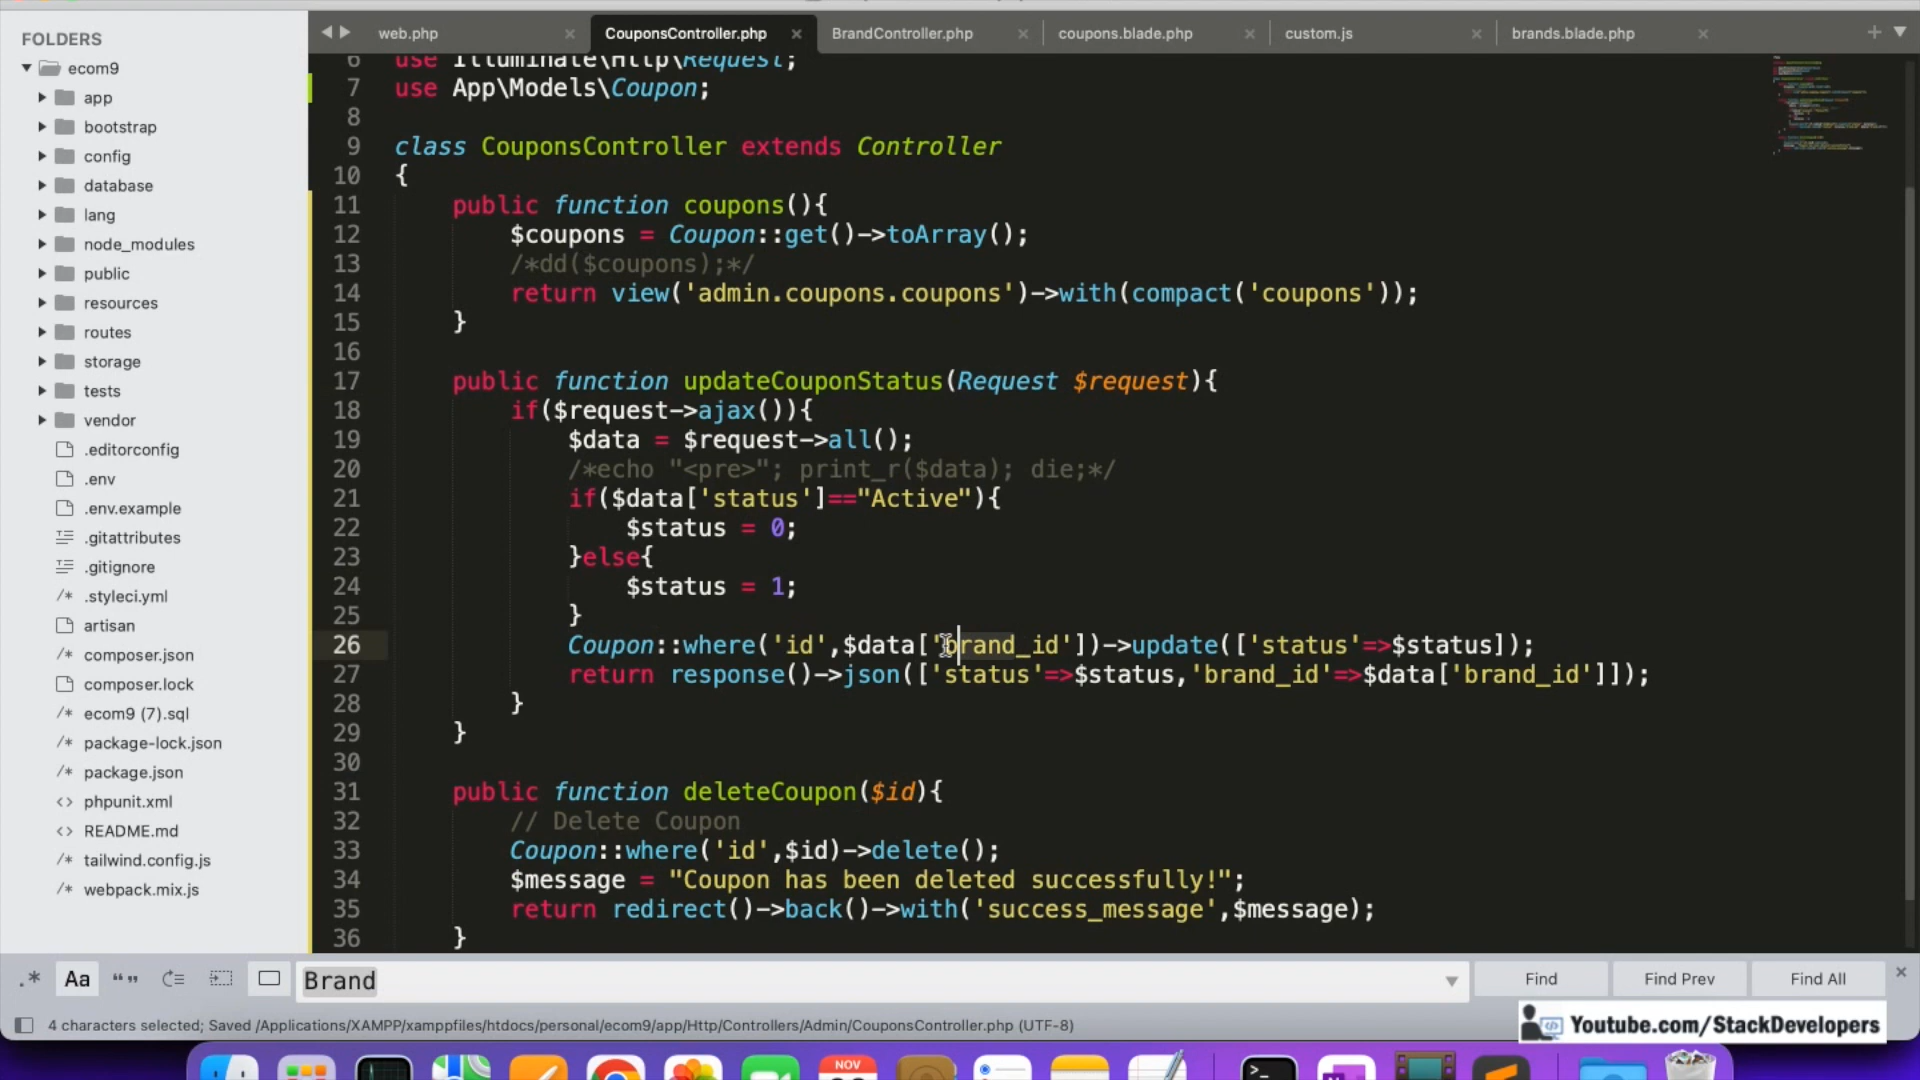 FOLDERS
ecom9
app
bootstrap
config
database
lang
node_modules
public
resources
routes
storage
tests
vendor
.editorconfig
.env
.env.example
.gitattributes
.gitignore
.styleci.yml
artisan
composer.json
composer.lock
ecom9 (7).sql
package-lock.json
package.json
phpunit.xml
README.md
tailwind.config.js
webpack.mix.js
web.php
CouponsController.php
BrandController.php
coupons.blade.php
custom.js
brands.blade.php
6 use Illuminate\Http\Request;
7 use App\Models\Coupon;
8
9 class CouponsController extends Controller
10 {
11 public function coupons(){
12 $coupons = Coupon::get()->toArray();
13 /*dd($coupons);*/
14 return view('admin.coupons.coupons')->with(compact('coupons'));
15 }
16
17 public function updateCouponStatus(Request $request){
18 if($request->ajax()){
19 $data = $request->all();
20 /*echo "<pre>"; print_r($data); die;*/
21 if($data['status']=="Active"){
22 $status = 0;
23 }else{
24 $status = 1;
25 }
26 Coupon::where('id',$data['brand_id'])->update(['status'=>$status]);
27 return response()->json(['status'=>$status,'brand_id'=>$data['brand_id']]);
28 }
29 }
30
31 public function deleteCoupon($id){
32 // Delete Coupon
33 Coupon::where('id',$id)->delete();
34 $message = "Coupon has been deleted successfully!";
35 return redirect()->back()->with('success_message',$message);
36 }
.* Aa “” Brand Find Find Prev Find All
4 characters selected; Saved /Applications/XAMPP/xamppfiles/htdocs/personal/ecom9/app/Http/Controllers/Admin/CouponsController.php (UTF-8)
Youtube.com/StackDevelopers
NOV